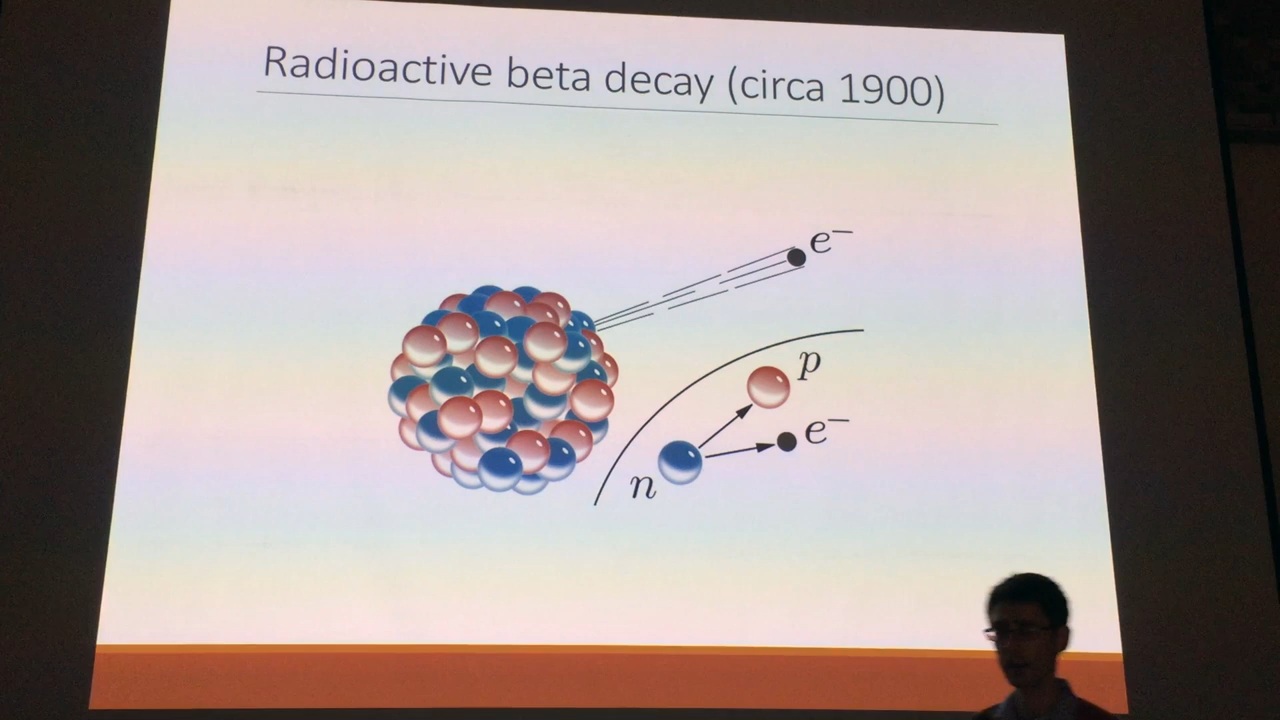 Radioactive beta decay (circa 1900)
e⁻
p
e⁻
n